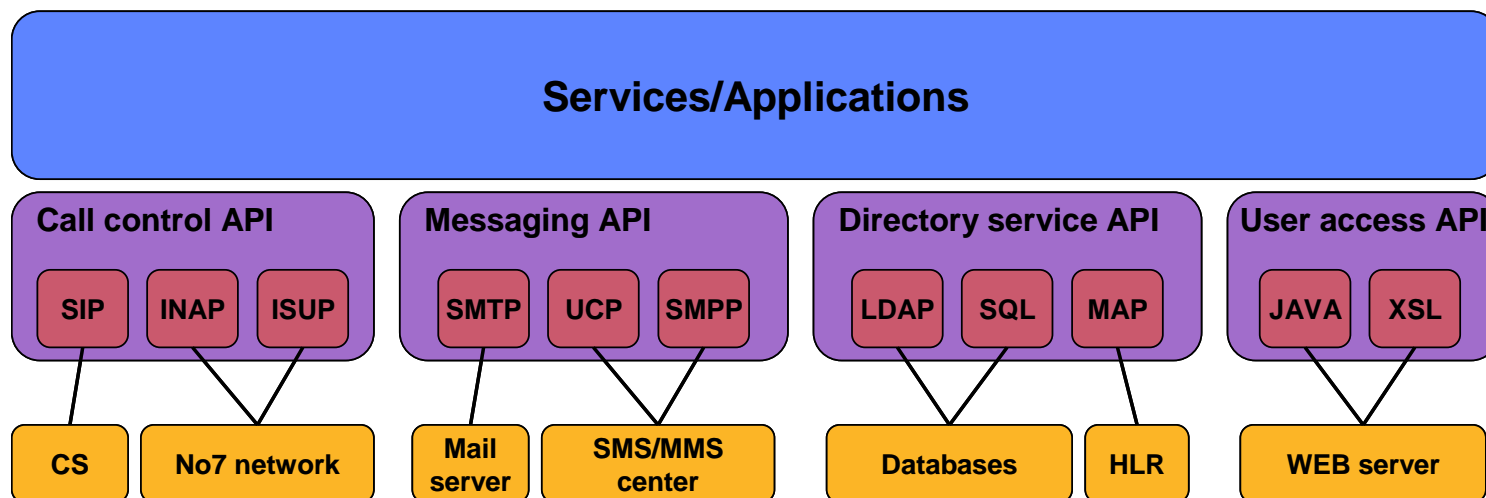 Services/Applications
Call control API
Messaging API
Directory service API
User access API
SIP
INAP
ISUP
SMTP
UCP
SMPP
LDAP
SQL
MAP
JAVA
XSL
CS
No7 network
Mail
server
SMS/MMS
center
Databases
HLR
WEB server